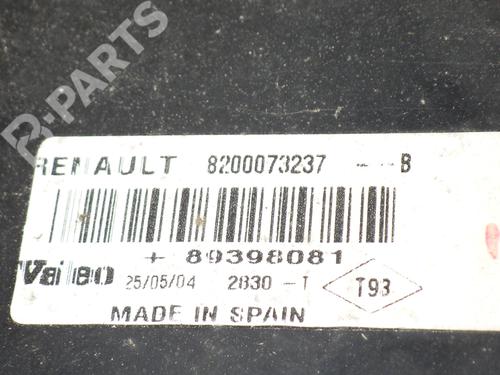 B-PARTS
RENAULT 8200073237 - - B
+ 89398081
Valeo 25/05/04 2830 - T T93
MADE IN SPAIN